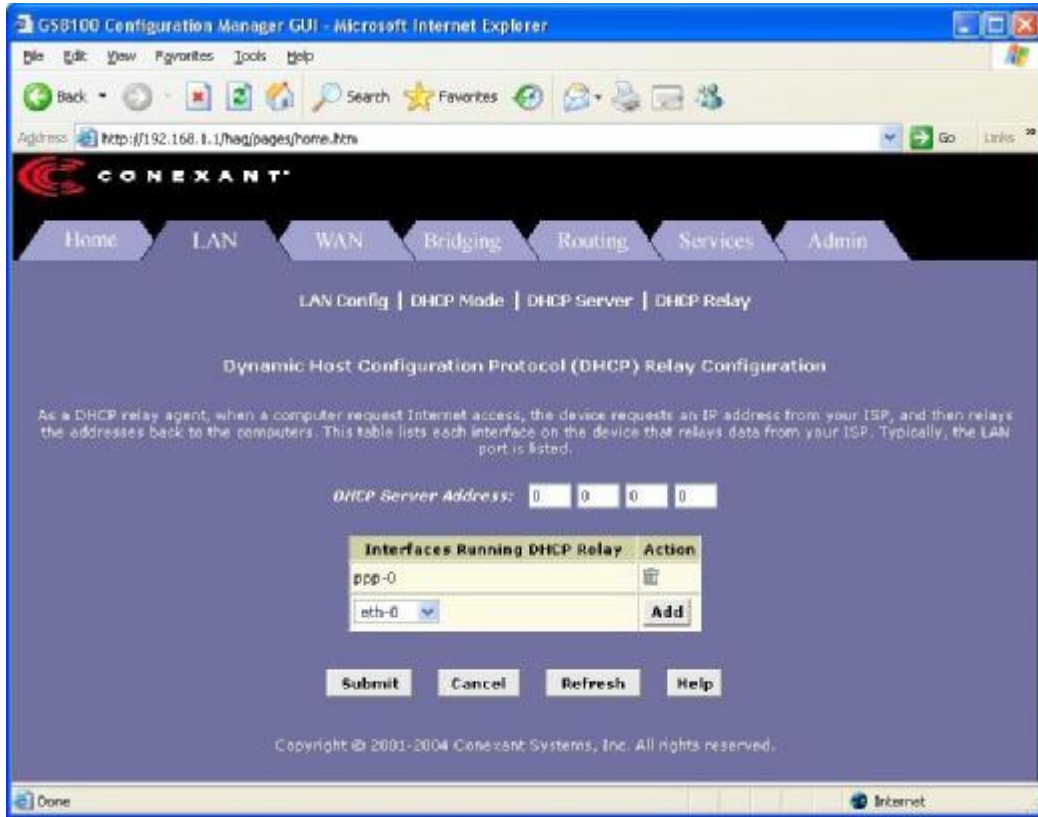 GS8100 Configuration Manager GUI - Microsoft Internet Explorer
File Edit View Favorites Tools Help
Back Search Favorites
Address http://192.168.1.1/hag/pages/home.htm Go Links »
CONEXANT
Home LAN WAN Bridging Routing Services Admin
LAN Config | DHCP Mode | DHCP Server | DHCP Relay
Dynamic Host Configuration Protocol (DHCP) Relay Configuration
As a DHCP relay agent, when a computer request Internet access, the device requests an IP address from your ISP, and then relays
the addresses back to the computers. This table lists each interface on the device that relays data from your ISP. Typically, the LAN
port is listed.
DHCP Server Address: 0 0 0 0
Interfaces Running DHCP Relay Action
ppp-0
eth-0 Add
Submit Cancel Refresh Help
Copyright © 2001-2004 Conexant Systems, Inc. All rights reserved.
Done Internet